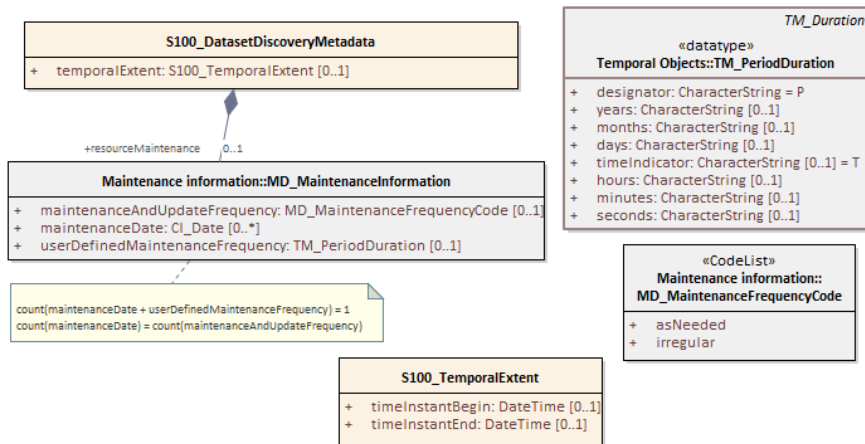 S100_DatasetDiscoveryMetadata
+ temporalExtent: S100_TemporalExtent [0..1]
+resourceMaintenance 0..1
Maintenance information::MD_MaintenanceInformation
+ maintenanceAndUpdateFrequency: MD_MaintenanceFrequencyCode [0..1]
+ maintenanceDate: CI_Date [0..*]
+ userDefinedMaintenanceFrequency: TM_PeriodDuration [0..1]
count(maintenanceDate + userDefinedMaintenanceFrequency) = 1
count(maintenanceDate) = count(maintenanceAndUpdateFrequency)
TM_Duration
«datatype»
Temporal Objects::TM_PeriodDuration
+ designator: CharacterString = P
+ years: CharacterString [0..1]
+ months: CharacterString [0..1]
+ days: CharacterString [0..1]
+ timeIndicator: CharacterString [0..1] = T
+ hours: CharacterString [0..1]
+ minutes: CharacterString [0..1]
+ seconds: CharacterString [0..1]
«CodeList»
Maintenance information::
MD_MaintenanceFrequencyCode
+ asNeeded
+ irregular
S100_TemporalExtent
+ timeInstantBegin: DateTime [0..1]
+ timeInstantEnd: DateTime [0..1]